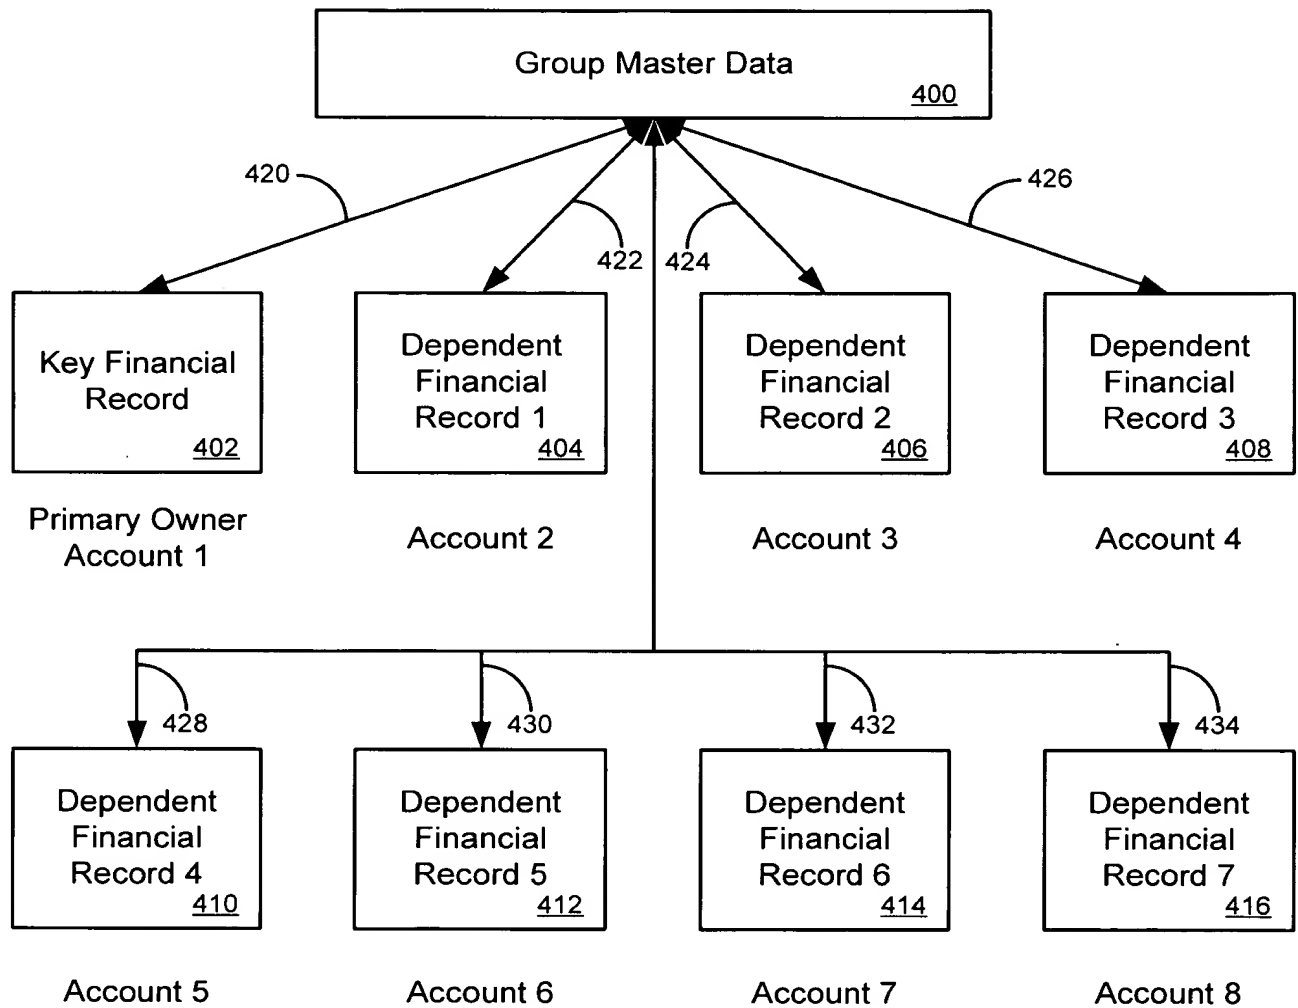 Group Master Data
400
420
422
424
426
Key Financial
Record
402
Dependent
Financial
Record 1
404
Dependent
Financial
Record 2
406
Dependent
Financial
Record 3
408
Primary Owner
Account 1
Account 2
Account 3
Account 4
428
430
432
434
Dependent
Financial
Record 4
410
Dependent
Financial
Record 5
412
Dependent
Financial
Record 6
414
Dependent
Financial
Record 7
416
Account 5
Account 6
Account 7
Account 8